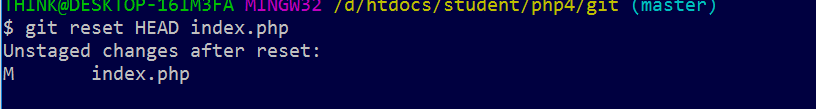 THINK@DESKTOP-161M3FA MINGW32 /d/htdocs/student/php4/git (master)
$ git reset HEAD index.php
Unstaged changes after reset:
M       index.php